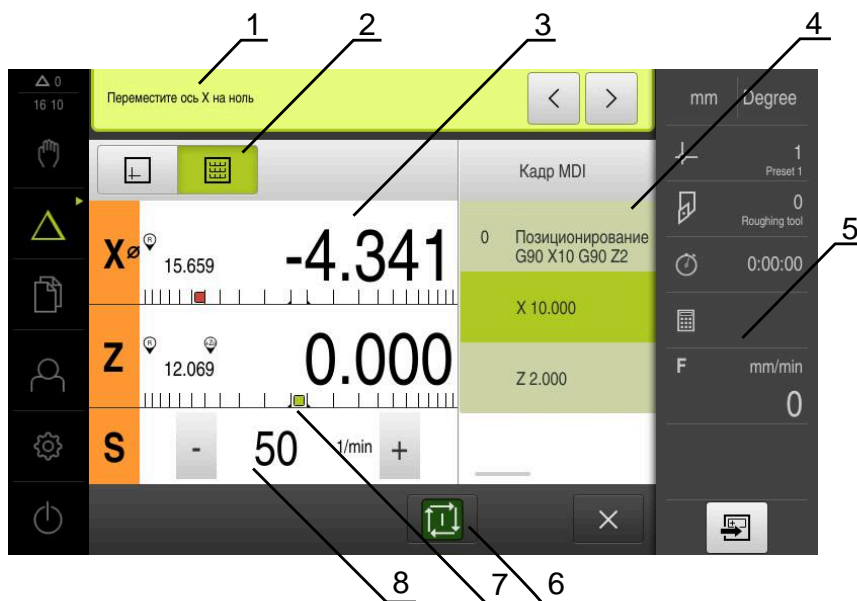 1
2
3
4
0
16 10
Переместите ось X на ноль
mm Degree
1
Preset 1
0
Roughing tool
5
0:00:00
F mm/min
0
Кадр MDI
X ø R 15.659 -4.341
0 Позиционирование
G90 X10 G90 Z2
X 10.000
Z R 12.069 0.000
Z 2.000
S - 50 1/min +
8
7
6